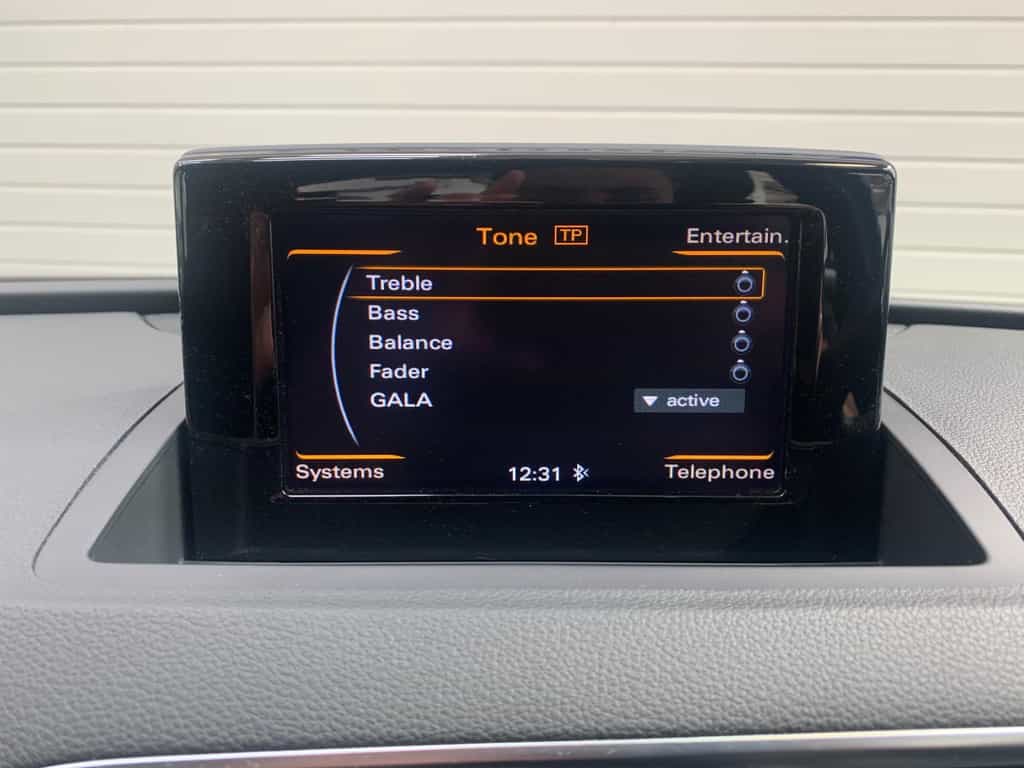 Tone TP Entertain.
Treble
Bass
Balance
Fader
GALA active
Systems 12:31 Telephone